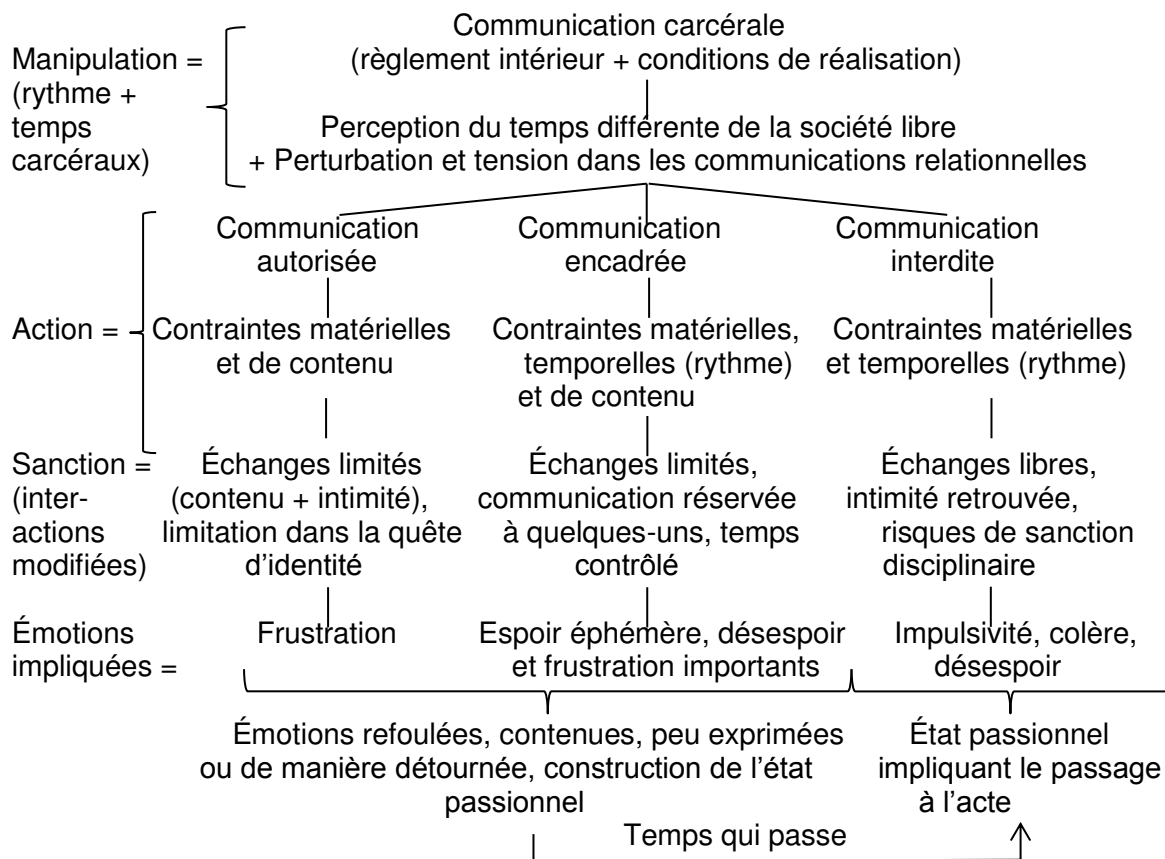 Communication carcérale
Manipulation =
(règlement intérieur + conditions de réalisation)
(rythme +
temps
carcéraux)
Perception du temps différente de la société libre
+ Perturbation et tension dans les communications relationnelles
Communication
autorisée
Communication
encadrée
Communication
interdite
Action =
Contraintes matérielles
et de contenu
Contraintes matérielles,
temporelles (rythme)
et de contenu
Contraintes matérielles
et temporelles (rythme)
Sanction =
(inter-
actions
modifiées)
Échanges limités
(contenu + intimité),
limitation dans la quête
d’identité
Échanges limités,
communication réservée
à quelques-uns, temps
contrôlé
Échanges libres,
intimité retrouvée,
risques de sanction
disciplinaire
Émotions
impliquées =
Frustration
Espoir éphémère, désespoir
et frustration importants
Impulsivité, colère,
désespoir
Émotions refoulées, contenues, peu exprimées
ou de manière détournée, construction de l’état
passionnel
État passionnel
impliquant le passage
à l’acte
Temps qui passe